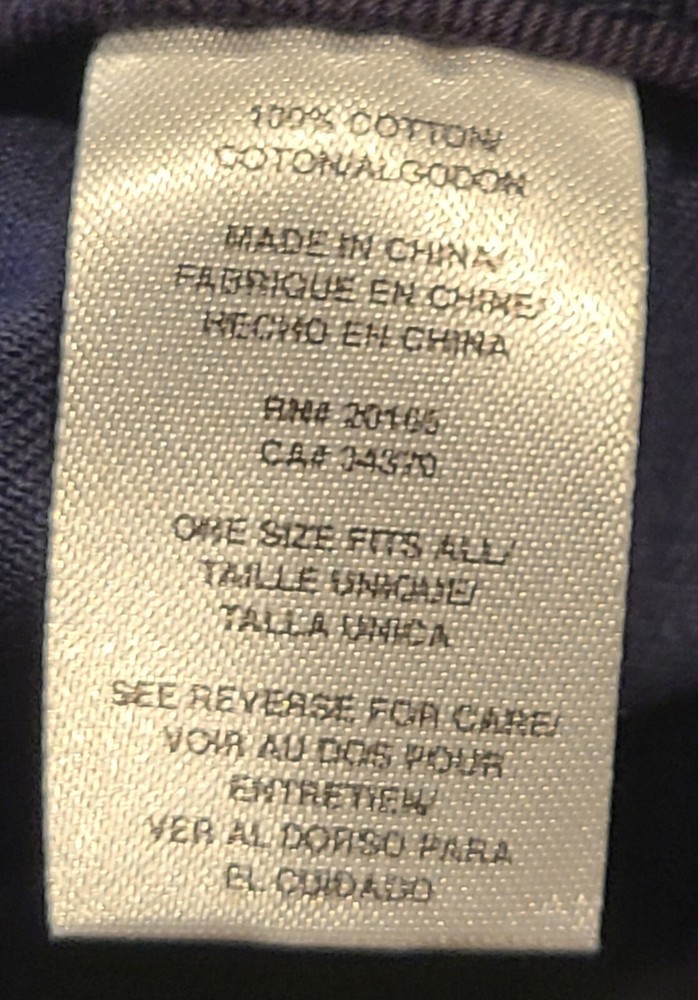 100% COTTON/
COTON/ALGODON
MADE IN CHINA/
FABRIQUE EN CHINE/
HECHO EN CHINA
RN# 20165
CA# 34370
ONE SIZE FITS ALL/
TAILLE UNIQUE/
TALLA UNICA
SEE REVERSE FOR CARE/
VOIR AU DOS POUR
ENTRETIEN/
VER AL DORSO PARA
EL CUIDADO